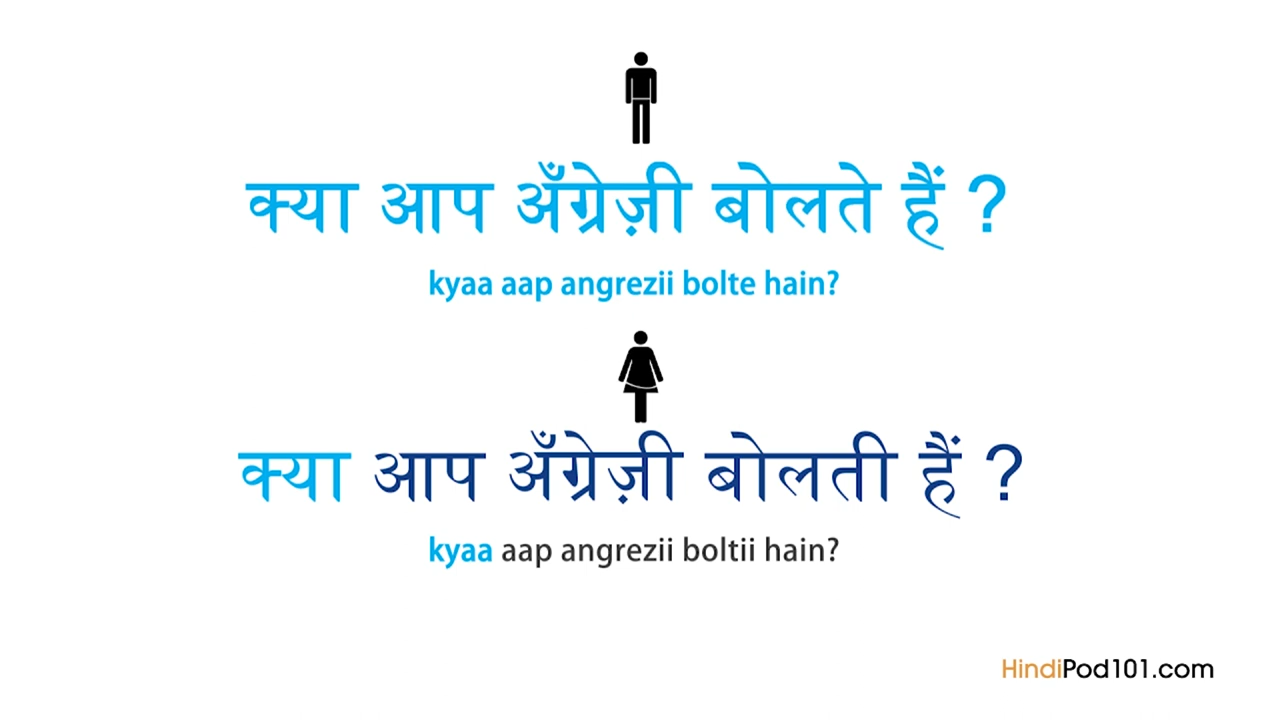 क्या आप अँग्रेज़ी बोलते हैं ?
kyaa aap angrezii bolte hain?
क्या आप अँग्रेज़ी बोलती हैं ?
kyaa aap angrezii boltii hain?
HindiPod101.com